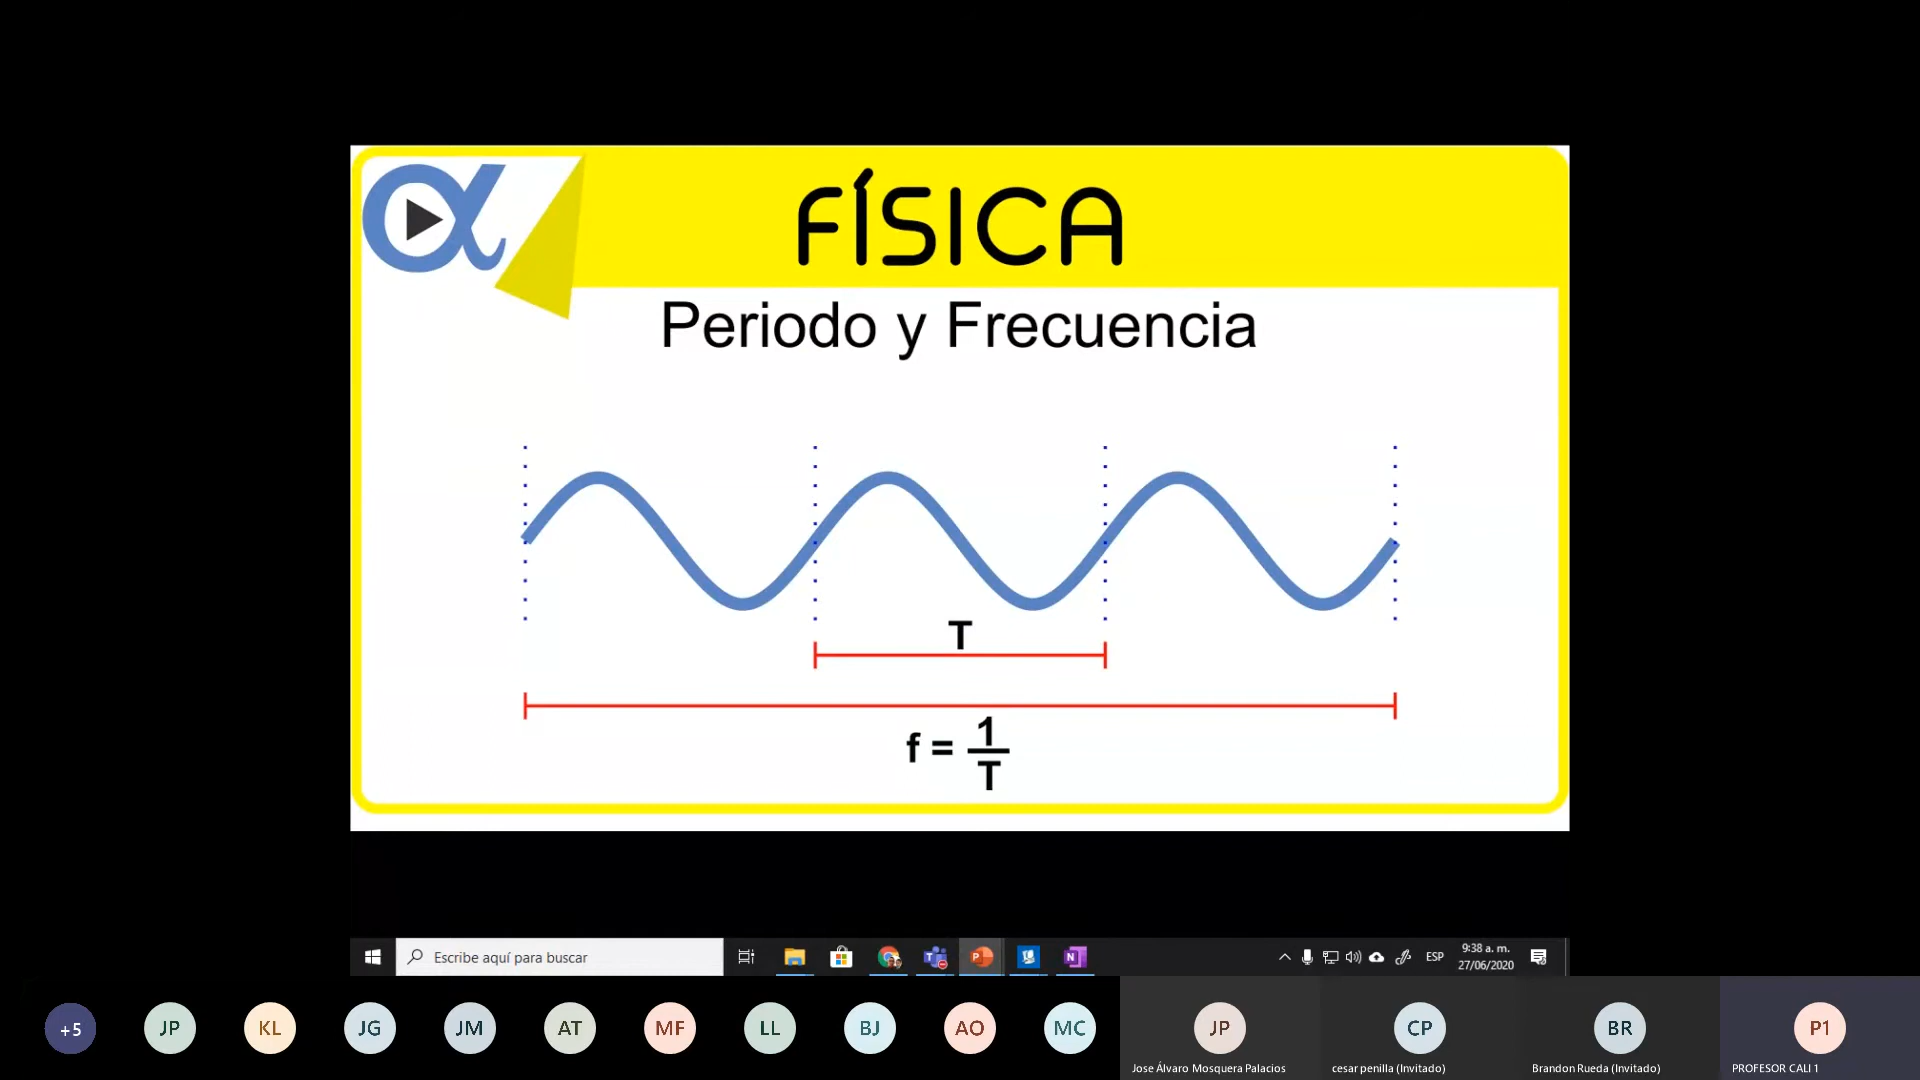 α
FÍSICA
Periodo y Frecuencia
T
f = 1
T
Escribe aquí para buscar
ESP
9:38 a. m.
27/06/2020
+5
JP
KL
JG
JM
AT
MF
LL
BJ
AO
MC
JP
CP
BR
P1
Jose Álvaro Mosquera Palacios
cesar penilla (Invitado)
Brandon Rueda (Invitado)
PROFESOR CALI 1